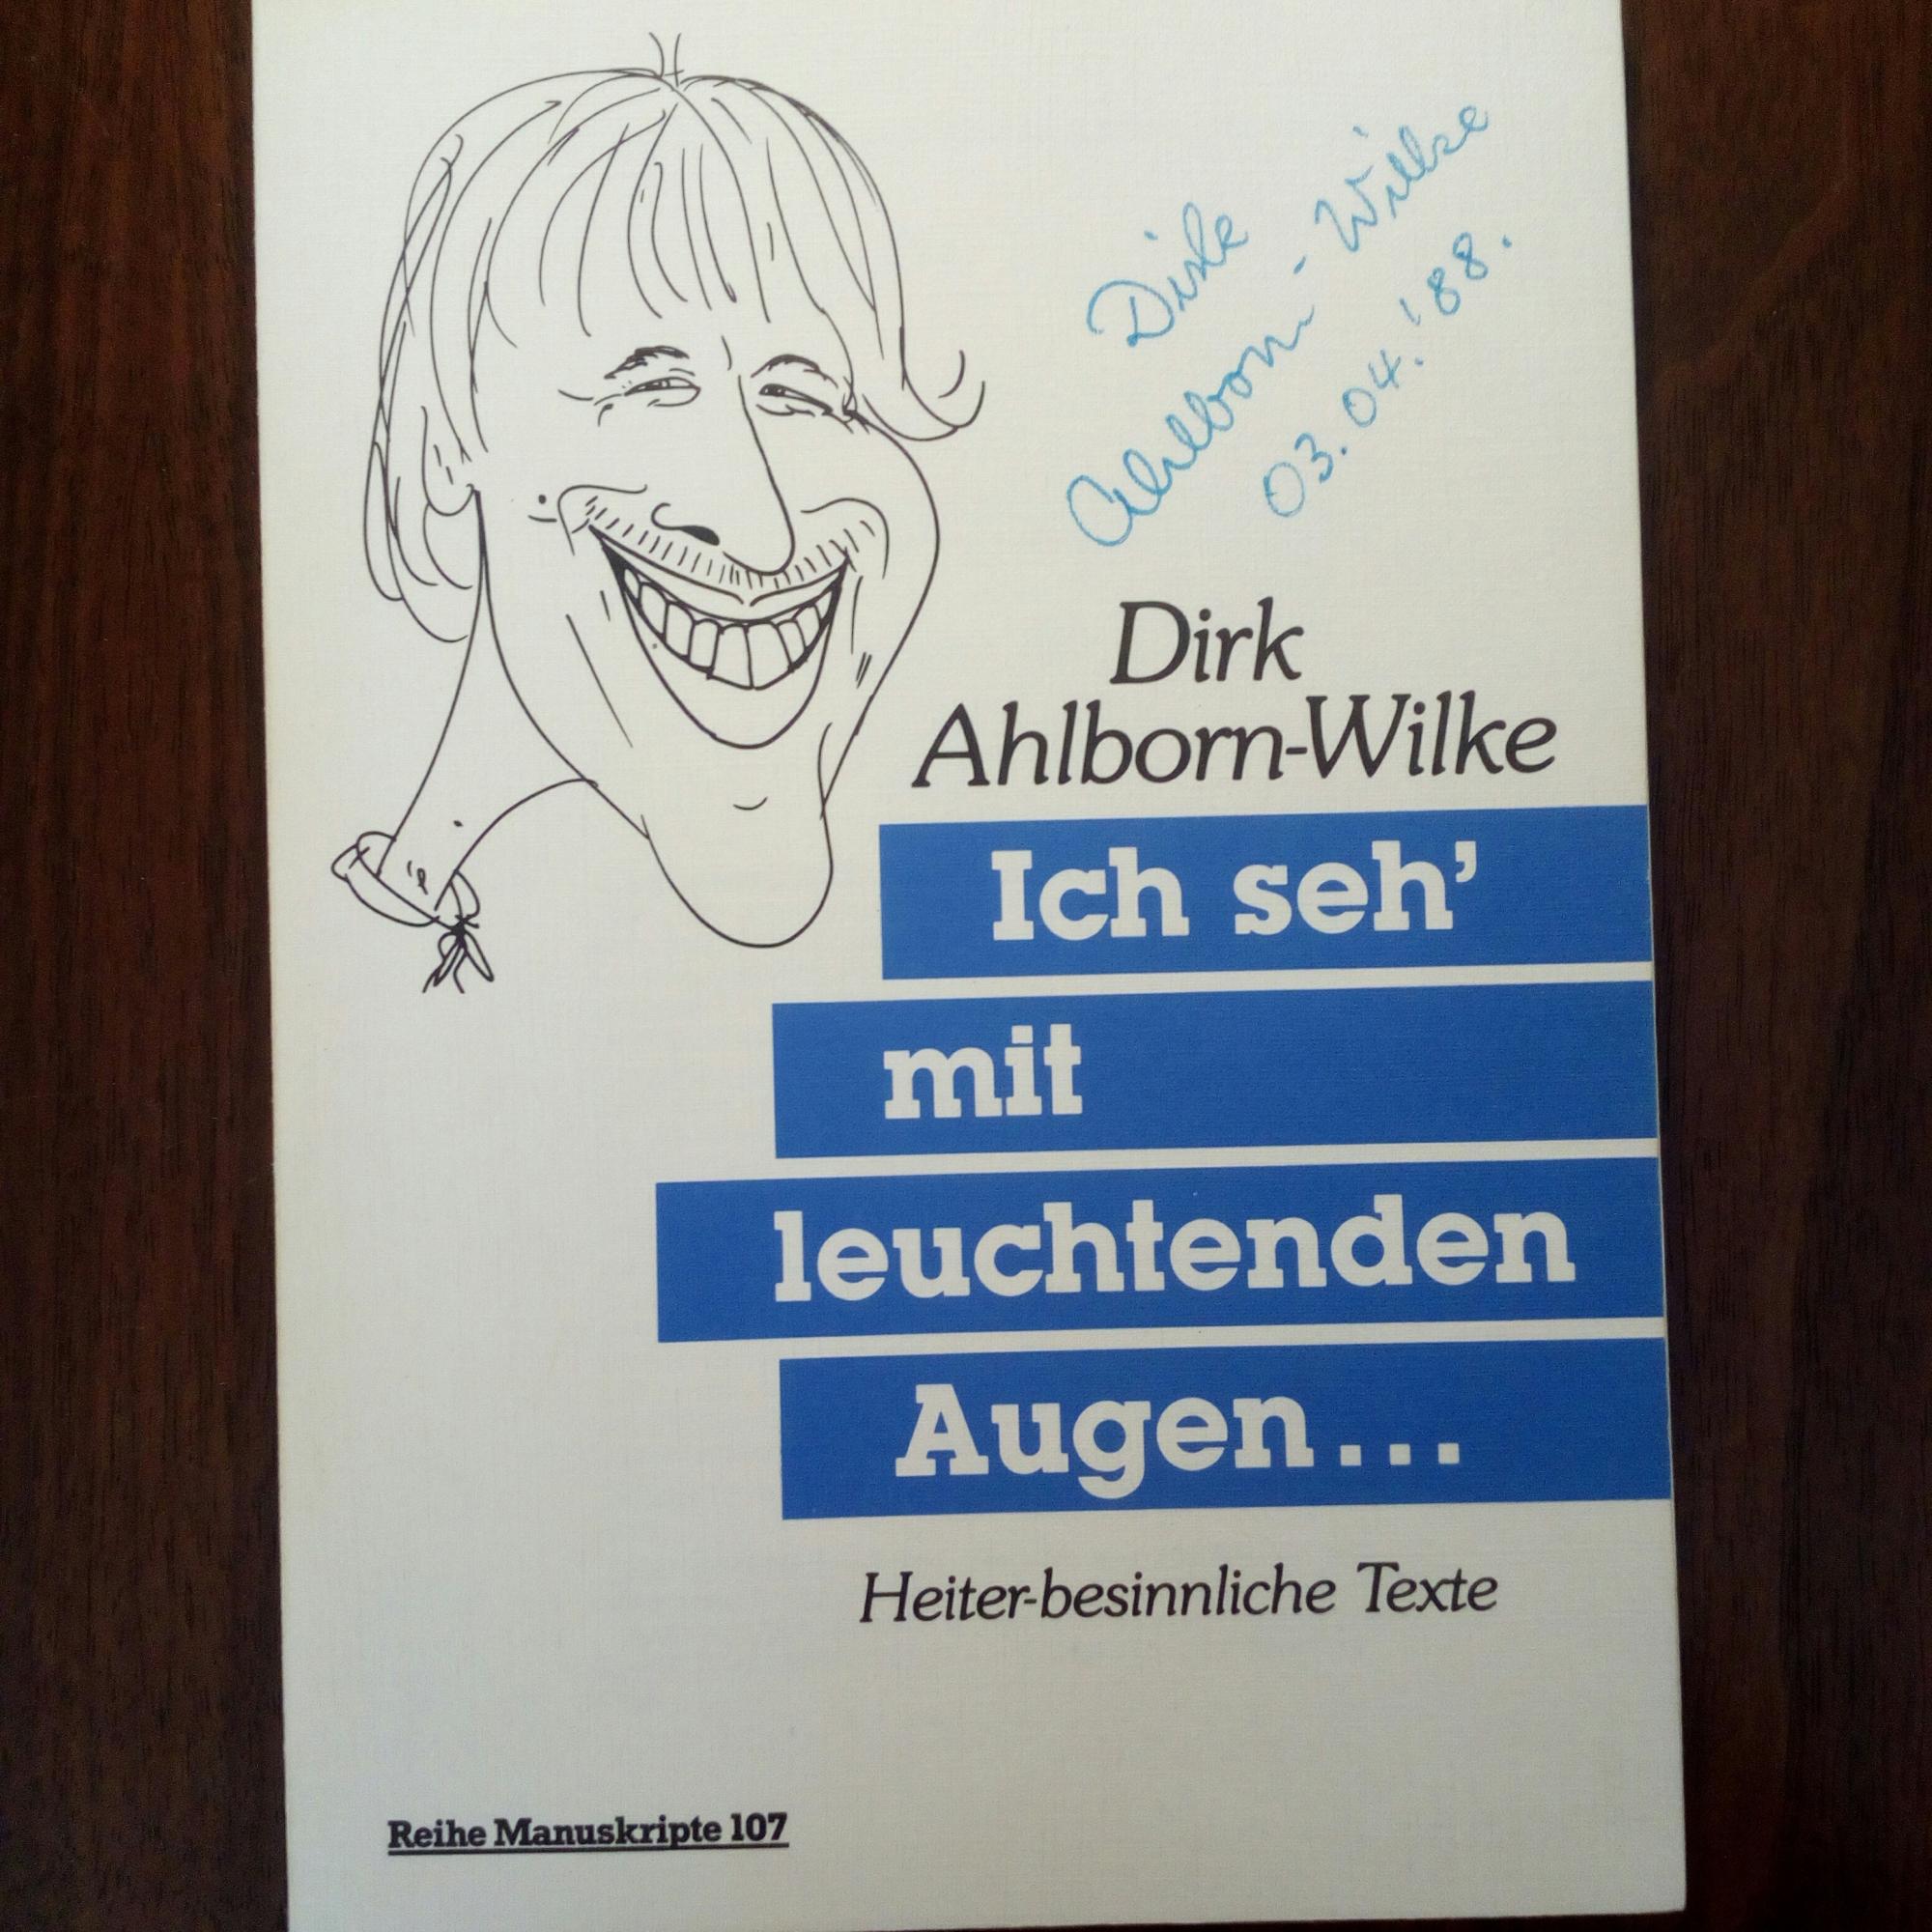 Dirk
Ahlborn-Wilke
03.04.'88.
Dirk
Ahlborn-Wilke
Ich seh’
mit
leuchtenden
Augen...
Heiter-besinnliche Texte
Reihe Manuskripte 107